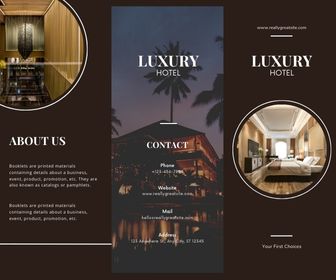 ABOUT US
Booklets are printed materials
containing details about a business,
event, product, promotion, etc. They are
also known as catalogs or pamphlets.
Booklets are printed materials
containing details about a business,
event, product, promotion, etc.
LUXURY
HOTEL
CONTACT
Phone
+123-456-7890
Website
www.reallygreatsite.com
Mail
hello@reallygreatsite.com
Address
123 Anywhere St., Any City, ST 12345
www.reallygreatsite.com
LUXURY
HOTEL
Your First Choices